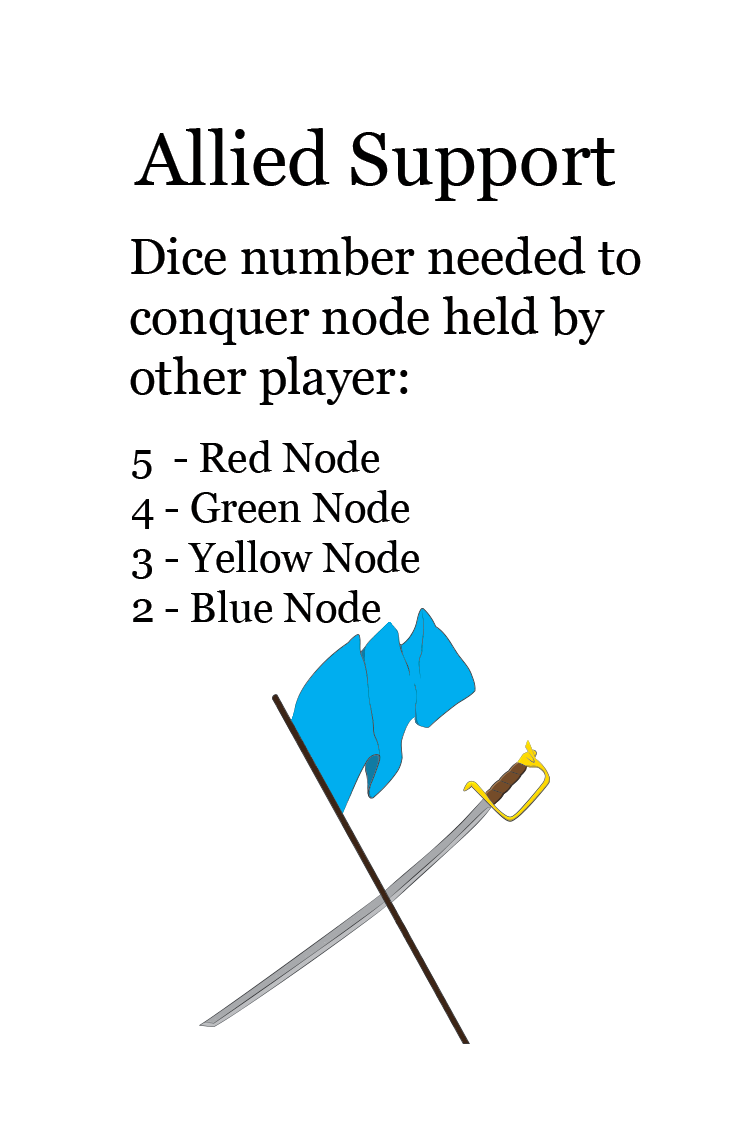 Allied Support
Dice number needed to
conquer node held by
other player:
5 - Red Node
4 - Green Node
3 - Yellow Node
2 - Blue Node